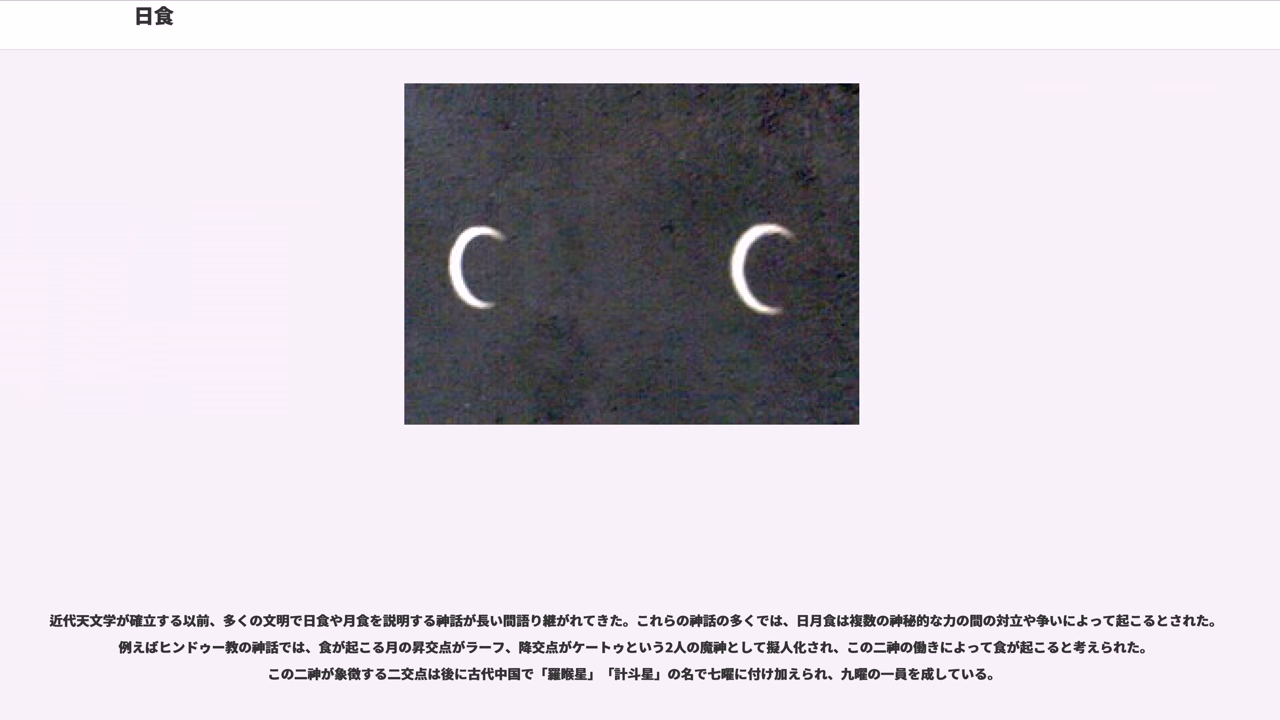 日食
近代天文学が確立する以前、多くの文明で日食や月食を説明する神話が長い間語り継がれてきた。これらの神話の多くでは、日月食は複数の神秘的な力の間の対立や争いによって起こるとされた。
例えばヒンドゥー教の神話では、食が起こる月の昇交点がラーフ、降交点がケートゥという2人の魔神として擬人化され、この二神の働きによって食が起こると考えられた。
この二神が象徴する二交点は後に古代中国で「羅睺星」「計斗星」の名で七曜に付け加えられ、九曜の一員を成している。